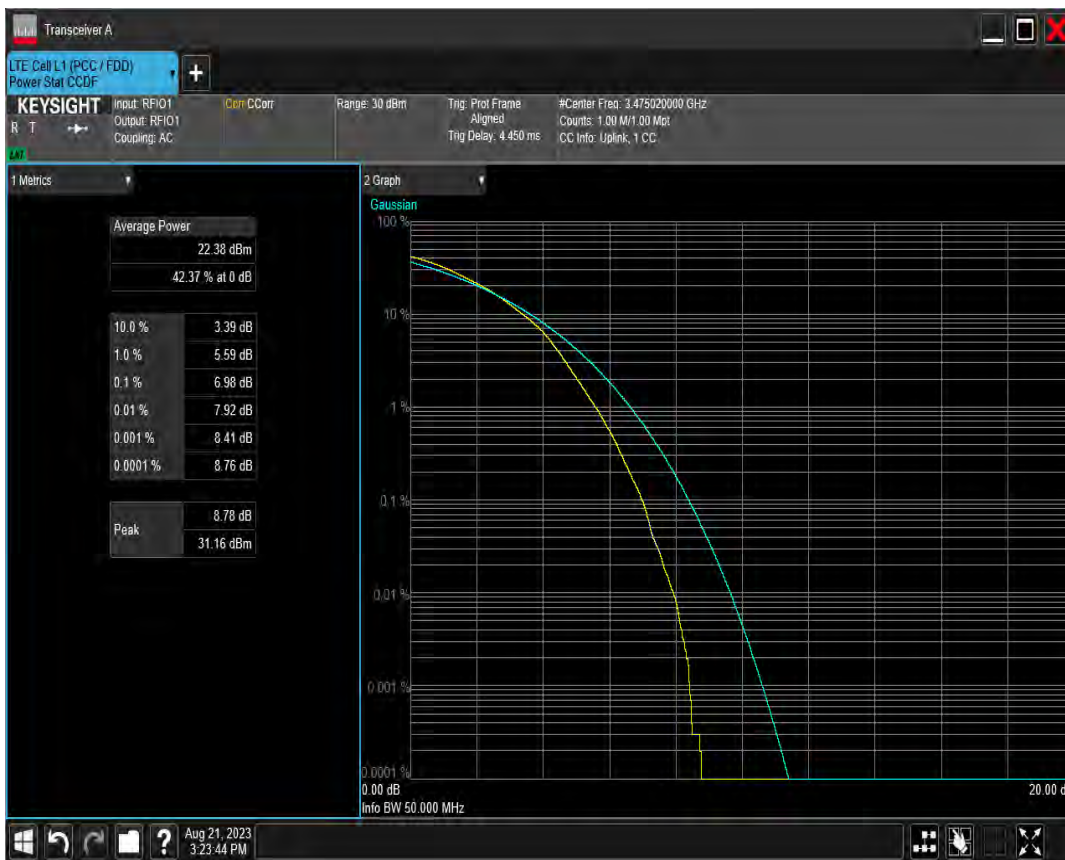 Transceiver A
LTE Cell L1 (PCC / FDD)
Power Stat CCDF
+
KEYSIGHT
R T
LNI
Input: RFIO1
Output: RFIO1
Coupling: AC
Corr CCorr
Range: 30 dBm
Trig: Prot Frame
Aligned
Trig Delay: 4.450 ms
#Center Freq: 3.475020000 GHz
Counts: 1.00 M/1.00 Mpt
CC Info: Uplink, 1 CC
1 Metrics
Average Power
22.38 dBm
42.37 % at 0 dB
10.0 % 3.39 dB
1.0 % 5.59 dB
0.1 % 6.98 dB
0.01 % 7.92 dB
0.001 % 8.41 dB
0.0001 % 8.76 dB
Peak
8.78 dB
31.16 dBm
2 Graph
Gaussian
100 %
10 %
1 %
0.1 %
0.01 %
0.001 %
0.0001 %
0.00 dB
20.00 d
Info BW 50.000 MHz
?
Aug 21, 2023
3:23:44 PM